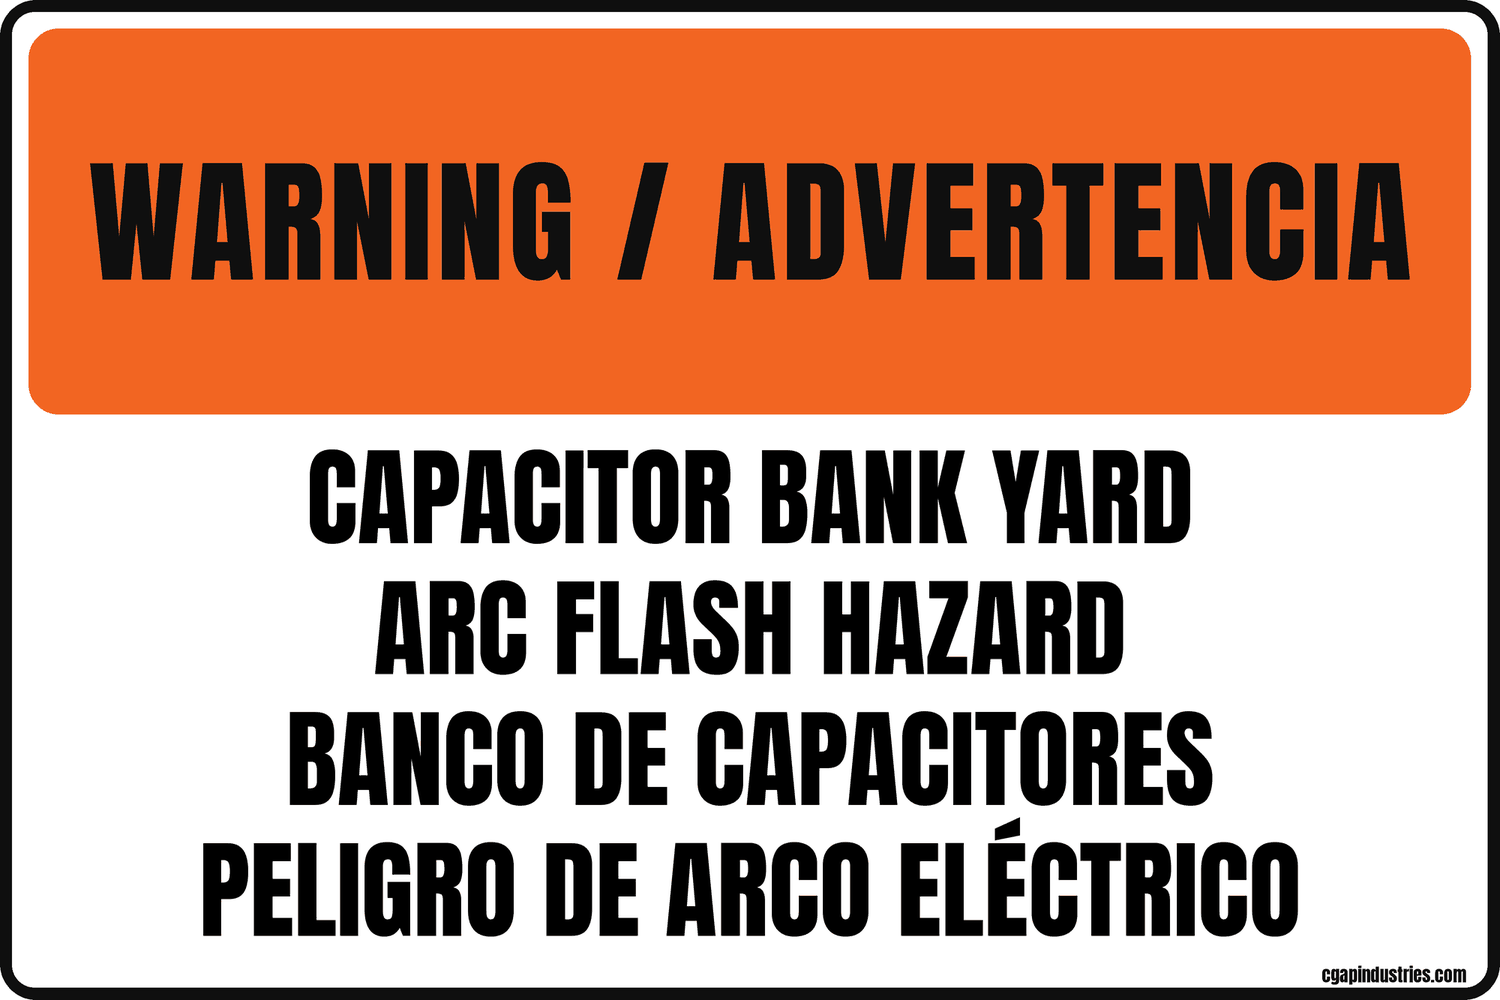 WARNING / ADVERTENCIA
CAPACITOR BANK YARD
ARC FLASH HAZARD
BANCO DE CAPACITORES
PELIGRO DE ARCO ELÉCTRICO
cgapindustries.com